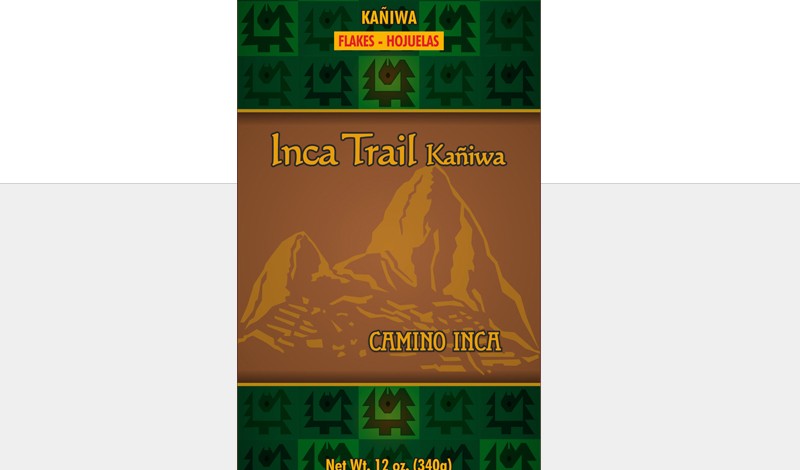 KAÑIWA
FLAKES - HOJUELAS
Inca Trail Kañiwa
CAMINO INCA
Net Wt. 12 oz. (340g)